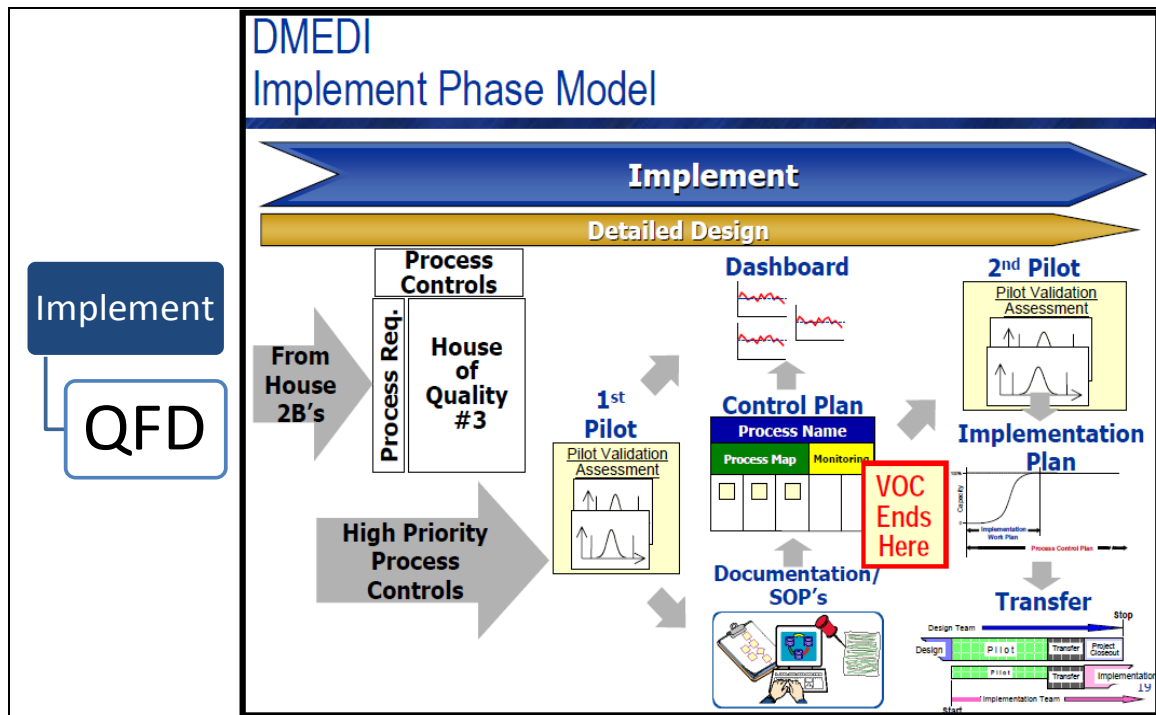 DMEDI
Implement Phase Model
Implement
Detailed Design
Implement
QFD
From
House
2B's
Process
Controls
Process Req.
House
of
Quality
#3
High Priority
Process
Controls
1st
Pilot
Pilot Validation
Assessment
Dashboard
Control Plan
Process Name
Process Map
Monitoring
VOC
Ends
Here
Documentation/
SOP's
2nd Pilot
Pilot Validation
Assessment
Implementation
Plan
100%
Capacity
0
Implementation
Work Plan
Process Control Plan
Transfer
Stop
Design Team
Design
Pilot
Transfer
Project
Closeout
Pilot
Transfer
Implementation
19
Implementation Team
Start